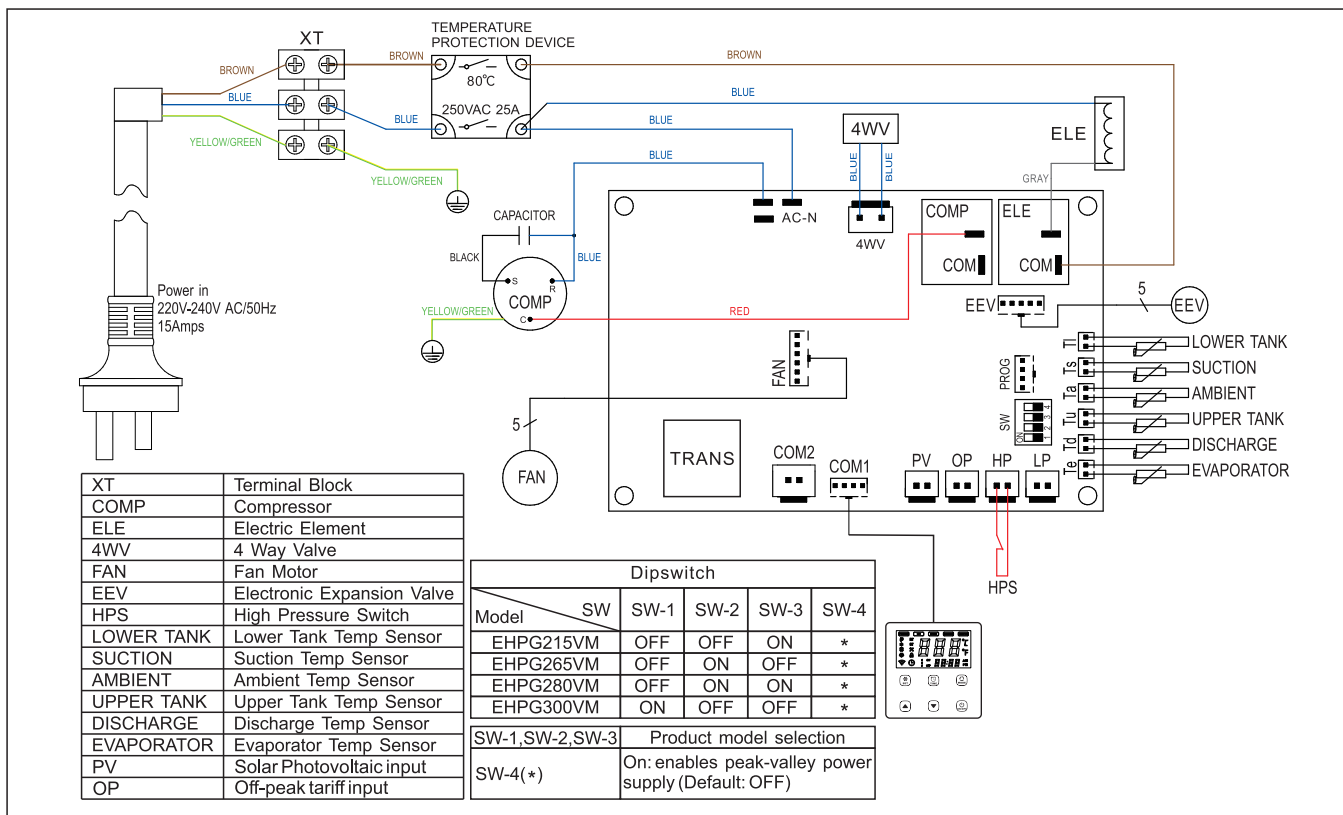 TEMPERATURE
PROTECTION DEVICE
XT
BROWN
BROWN
BROWN
80℃
250VAC 25A
BLUE
BLUE
BLUE
BLUE
BLUE
YELLOW/GREEN
YELLOW/GREEN
4WV
BLUE
BLUE
ELE
GRAY
CAPACITOR
AC-N
4WV
COMP
COM
ELE
COM
BLACK
BLUE
S
R
COMP
C
YELLOW/GREEN
RED
Power in
220V-240V AC/50Hz
15Amps
EEV
5
EEV
FAN
PROG
SW
ON
1 2 3 4
Tl
LOWER TANK
Ts
SUCTION
Ta
AMBIENT
Tu
UPPER TANK
Td
DISCHARGE
Te
EVAPORATOR
5
FAN
TRANS
COM2
COM1
PV
OP
HP
LP
HPS
XT Terminal Block
COMP Compressor
ELE Electric Element
4WV 4 Way Valve
FAN Fan Motor
EEV Electronic Expansion Valve
HPS High Pressure Switch
LOWER TANK Lower Tank Temp Sensor
SUCTION Suction Temp Sensor
AMBIENT Ambient Temp Sensor
UPPER TANK Upper Tank Temp Sensor
DISCHARGE Discharge Temp Sensor
EVAPORATOR Evaporator Temp Sensor
PV Solar Photovoltaic input
OP Off-peak tariff input
Dipswitch
Model SW SW-1 SW-2 SW-3 SW-4
EHPG215VM OFF OFF ON *
EHPG265VM OFF ON OFF *
EHPG280VM OFF ON ON *
EHPG300VM ON OFF OFF *
SW-1,SW-2,SW-3 Product model selection
SW-4(*) On: enables peak-valley power
supply (Default: OFF)